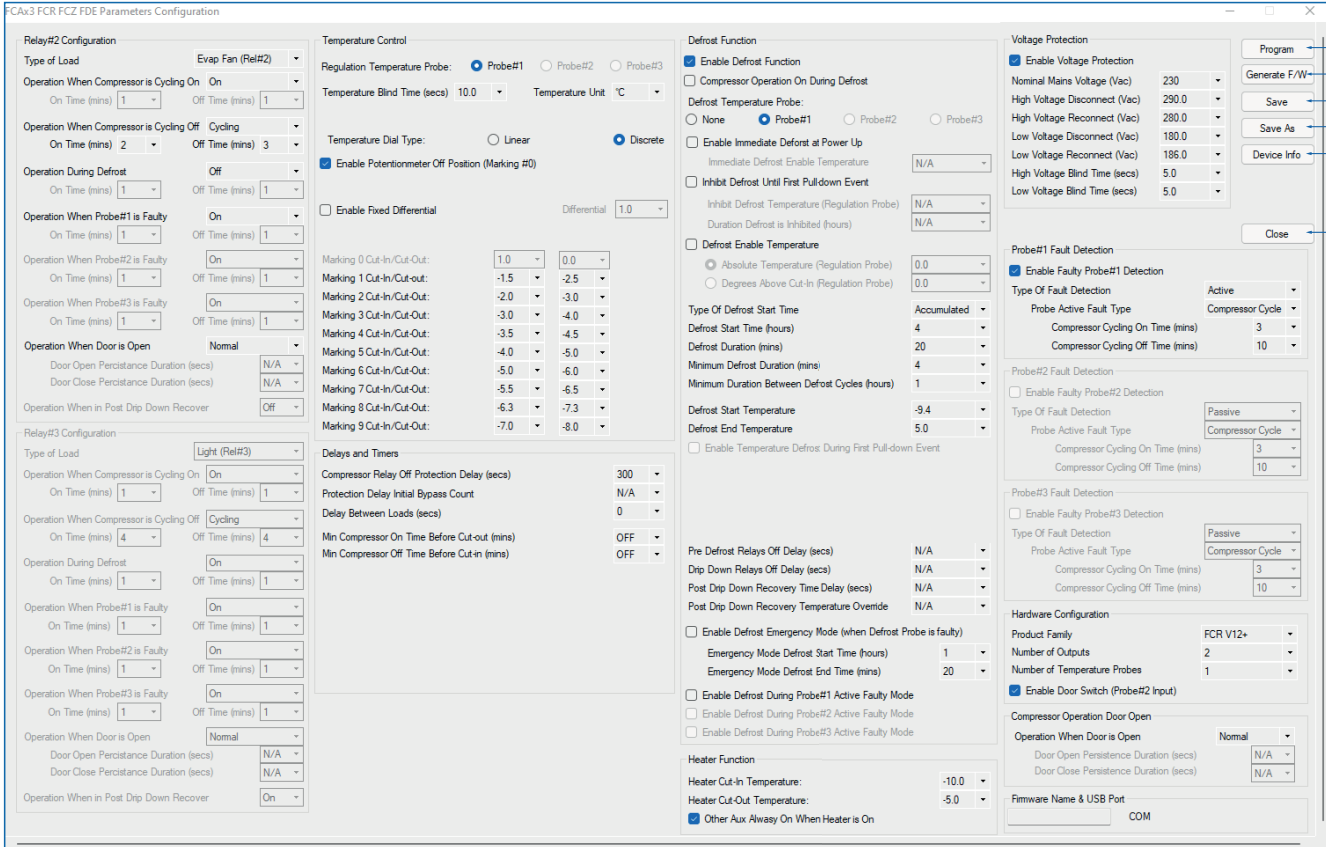 FCAx3 FCR FCZ FDE Parameters Configuration
Relay#2 Configuration
Type of Load Evap Fan (Rel#2)
Operation When Compressor is Cycling On On
On Time (mins) 1 Off Time (mins) 1
Operation When Compressor is Cycling Off Cycling
On Time (mins) 2 Off Time (mins) 3
Operation During Defrost Off
On Time (mins) 1 Off Time (mins) 1
Operation When Probe#1 is Faulty On
On Time (mins) 1 Off Time (mins) 1
Operation When Probe#2 is Faulty On
On Time (mins) 1 Off Time (mins) 1
Operation When Probe#3 is Faulty On
On Time (mins) 1 Off Time (mins) 1
Operation When Door is Open Normal
Door Open Percistance Duration (secs) N/A
Door Close Percistance Duration (secs) N/A
Operation When in Post Drip Down Recover Off
Relay#3 Configuration
Type of Load Light (Rel#3)
Operation When Compressor is Cycling On On
On Time (mins) 1 Off Time (mins) 1
Operation When Compressor is Cycling Off Cycling
On Time (mins) 4 Off Time (mins) 4
Operation During Defrost On
On Time (mins) 1 Off Time (mins) 1
Operation When Probe#1 is Faulty On
On Time (mins) 1 Off Time (mins) 1
Operation When Probe#2 is Faulty On
On Time (mins) 1 Off Time (mins) 1
Operation When Probe#3 is Faulty On
On Time (mins) 1 Off Time (mins) 1
Operation When Door is Open Normal
Door Open Percistance Duration (secs) N/A
Door Close Percistance Duration (secs) N/A
Operation When in Post Drip Down Recover On
Temperature Control
Regulation Temperature Probe: Probe#1 Probe#2 Probe#3
Temperature Blind Time (secs) 10.0 Temperature Unit °C
Temperature Dial Type: Linear Discrete
Enable Potentionmeter Off Position (Marking #0)
Enable Fixed Differential Differential 1.0
Marking 0 Cut-In/Cut-Out: 1.0 0.0
Marking 1 Cut-In/Cut-out: -1.5 -2.5
Marking 2 Cut-In/Cut-Out: -2.0 -3.0
Marking 3 Cut-In/Cut-Out: -3.0 -4.0
Marking 4 Cut-In/Cut-Out: -3.5 -4.5
Marking 5 Cut-In/Cut-Out: -4.0 -5.0
Marking 6 Cut-In/Cut-Out: -5.0 -6.0
Marking 7 Cut-In/Cut-Out: -5.5 -6.5
Marking 8 Cut-In/Cut-Out: -6.3 -7.3
Marking 9 Cut-In/Cut-Out: -7.0 -8.0
Delays and Timers
Compressor Relay Off Protection Delay (secs) 300
Protection Delay Initial Bypass Count N/A
Delay Between Loads (secs) 0
Min Compressor On Time Before Cut-out (mins) OFF
Min Compressor Off Time Before Cut-in (mins) OFF
Defrost Function
Enable Defrost Function
Compressor Operation On During Defrost
Defrost Temperature Probe:
None Probe#1 Probe#2 Probe#3
Enable Immediate Deforst at Power Up
Immediate Defrost Enable Temperature N/A
Inhibit Defrost Until First Pull-down Event
Inhibit Defrost Temperature (Regulation Probe) N/A
Duration Defrost is Inhibited (hours) N/A
Defrost Enable Temperature
Absolute Temperature (Regulation Probe) 0.0
Degrees Above Cut-In (Regulation Probe) 0.0
Type Of Defrost Start Time Accumulated
Defrost Start Time (hours) 4
Defrost Duration (mins) 20
Minimum Defrost Duration (mins) 4
Minimum Duration Between Defrost Cycles (hours) 1
Defrost Start Temperature -9.4
Defrost End Temperature 5.0
Enable Temperature Defrost During First Pull-down Event
Pre Defrost Relays Off Delay (secs) N/A
Drip Down Relays Off Delay (secs) N/A
Post Drip Down Recovery Time Delay (secs) N/A
Post Drip Down Recovery Temperature Override N/A
Enable Defrost Emergency Mode (when Defrost Probe is faulty)
Emergency Mode Defrost Start Time (hours) 1
Emergency Mode Defrost End Time (mins) 20
Enable Defrost During Probe#1 Active Faulty Mode
Enable Defrost During Probe#2 Active Faulty Mode
Enable Defrost During Probe#3 Active Faulty Mode
Heater Function
Heater Cut-In Temperature: -10.0
Heater Cut-Out Temperature: -5.0
Other Aux Alwasy On When Heater is On
Voltage Protection
Enable Voltage Protection
Nominal Mains Voltage (Vac) 230
High Voltage Disconnect (Vac) 290.0
High Voltage Reconnect (Vac) 280.0
Low Voltage Disconnect (Vac) 180.0
Low Voltage Reconnect (Vac) 186.0
High Voltage Blind Time (secs) 5.0
Low Voltage Blind Time (secs) 5.0
Program
Generate F/W
Save
Save As
Device Info
Close
Probe#1 Fault Detection
Enable Faulty Probe#1 Detection
Type Of Fault Detection Active
Probe Active Fault Type Compressor Cycle
Compressor Cycling On Time (mins) 3
Compressor Cycling Off Time (mins) 10
Probe#2 Fault Detection
Enable Faulty Probe#2 Detection
Type Of Fault Detection Passive
Probe Active Fault Type Compressor Cycle
Compressor Cycling On Time (mins) 3
Compressor Cycling Off Time (mins) 10
Probe#3 Fault Detection
Enable Faulty Probe#3 Detection
Type Of Fault Detection Passive
Probe Active Fault Type Compressor Cycle
Compressor Cycling On Time (mins) 3
Compressor Cycling Off Time (mins) 10
Hardware Configuration
Product Family FCR V12+
Number of Outputs 2
Number of Temperature Probes 1
Enable Door Switch (Probe#2 Input)
Compressor Operation Door Open
Operation When Door is Open Normal
Door Open Persistence Duration (secs) N/A
Door Close Persistence Duration (secs) N/A
Firmware Name & USB Port
COM